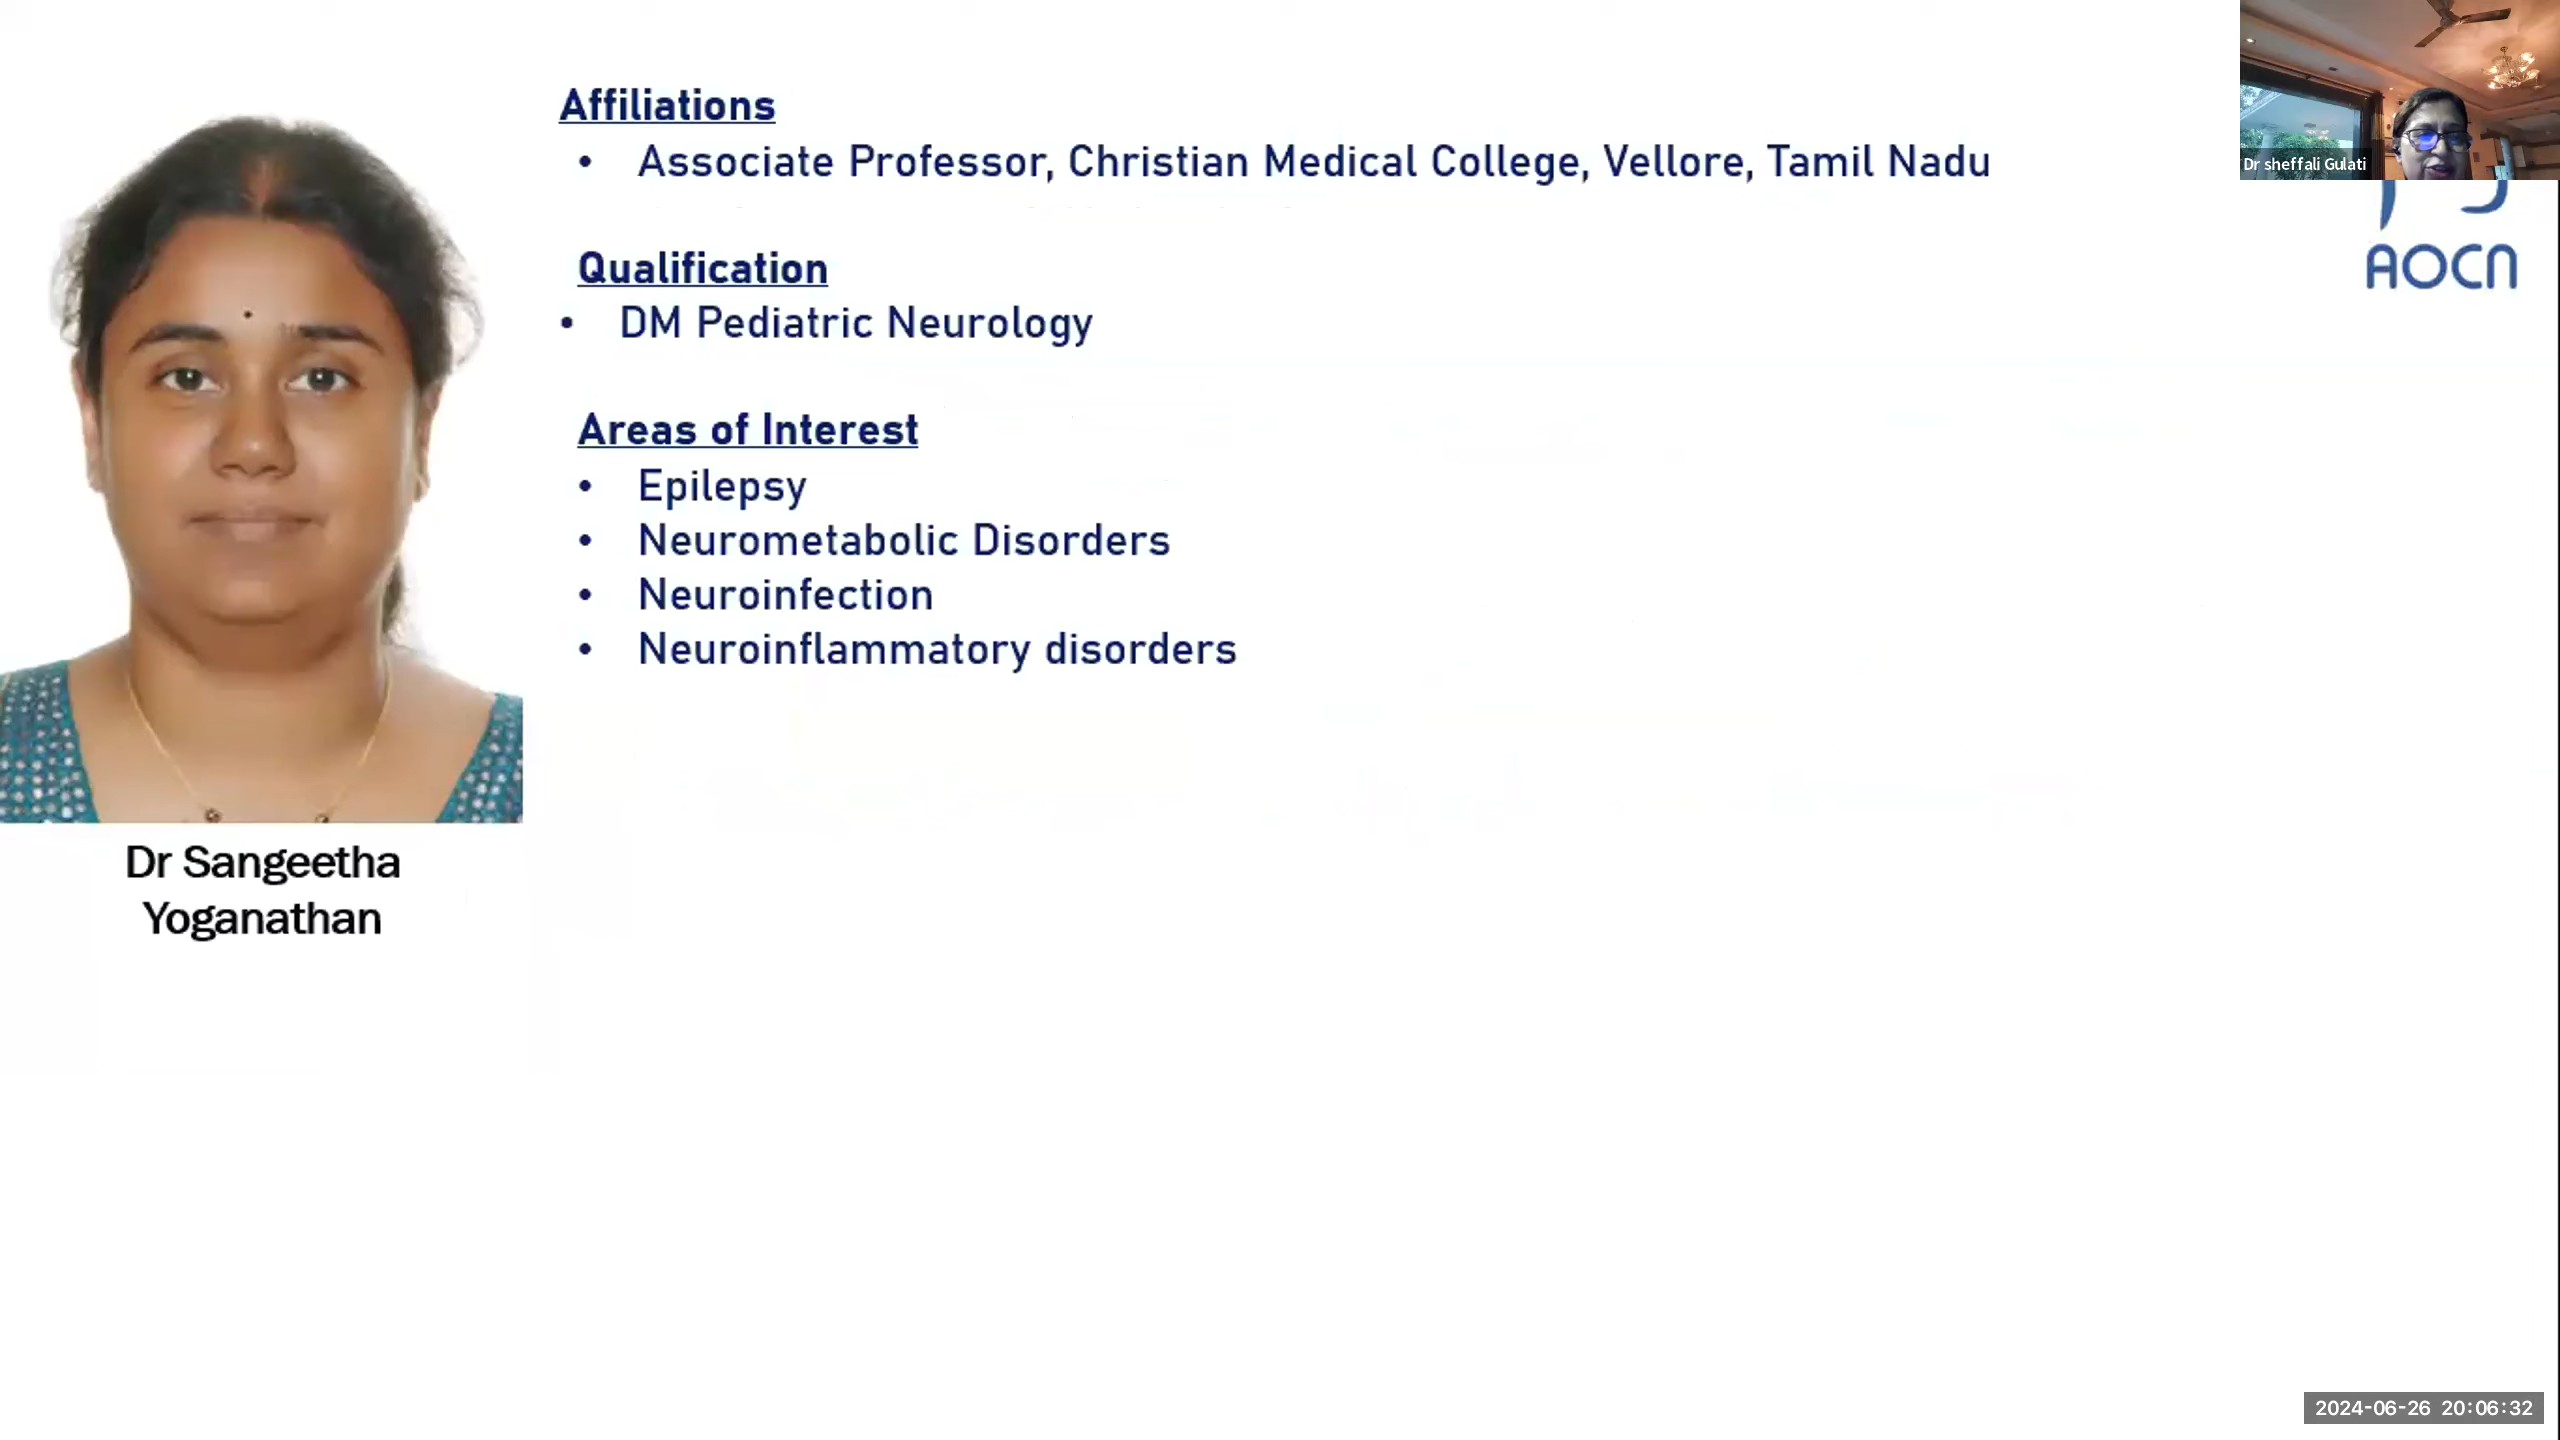 Affiliations
• Associate Professor, Christian Medical College, Vellore, Tamil Nadu
Qualification
• DM Pediatric Neurology
Areas of Interest
• Epilepsy
• Neurometabolic Disorders
• Neuroinfection
• Neuroinflammatory disorders
Dr Sangeetha
Yoganathan
Dr sheffali Gulati
AOCN
2024-06-26 20:06:32